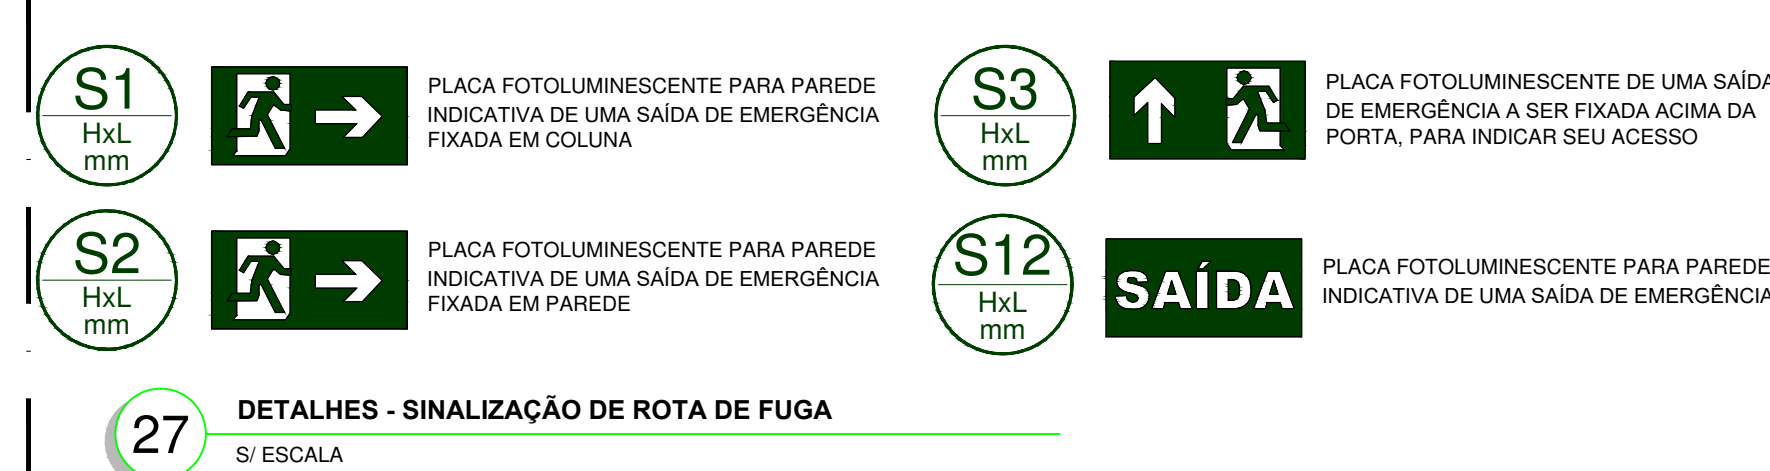 S1
HxL
mm
PLACA FOTOLUMINESCENTE PARA PAREDE
INDICATIVA DE UMA SAÍDA DE EMERGÊNCIA
FIXADA EM COLUNA
S3
HxL
mm
PLACA FOTOLUMINESCENTE DE UMA SAÍDA
DE EMERGÊNCIA A SER FIXADA ACIMA DA
PORTA, PARA INDICAR SEU ACESSO
S2
HxL
mm
PLACA FOTOLUMINESCENTE PARA PAREDE
INDICATIVA DE UMA SAÍDA DE EMERGÊNCIA
FIXADA EM PAREDE
S12
HxL
mm
SAÍDA
PLACA FOTOLUMINESCENTE PARA PAREDE
INDICATIVA DE UMA SAÍDA DE EMERGÊNCIA
27
DETALHES - SINALIZAÇÃO DE ROTA DE FUGA
S/ ESCALA